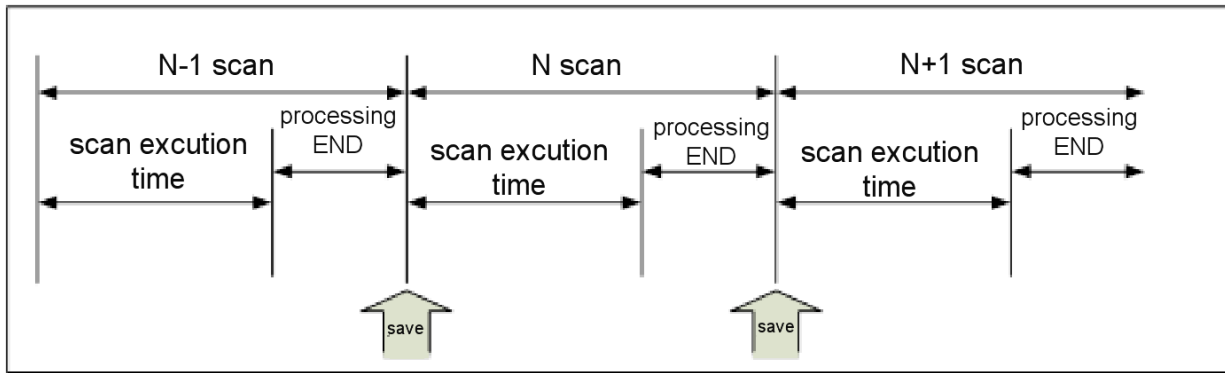 N-1 scan
N scan
N+1 scan
processing
END
processing
END
processing
END
scan excution
time
scan excution
time
scan excution
time
save
save